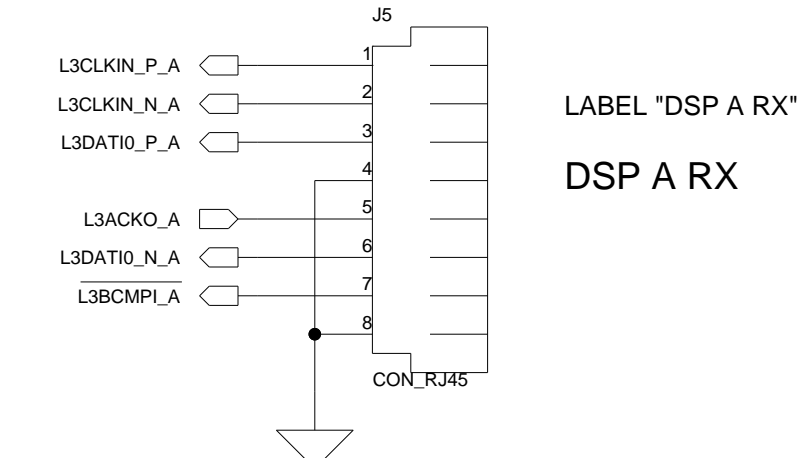 J5
L3CLKIN_P_A 1
L3CLKIN_N_A 2
L3DATI0_P_A 3
4
L3ACKO_A 5
L3DATI0_N_A 6
L3BCMPI_A 7
8
CON_RJ45
LABEL "DSP A RX"
DSP A RX